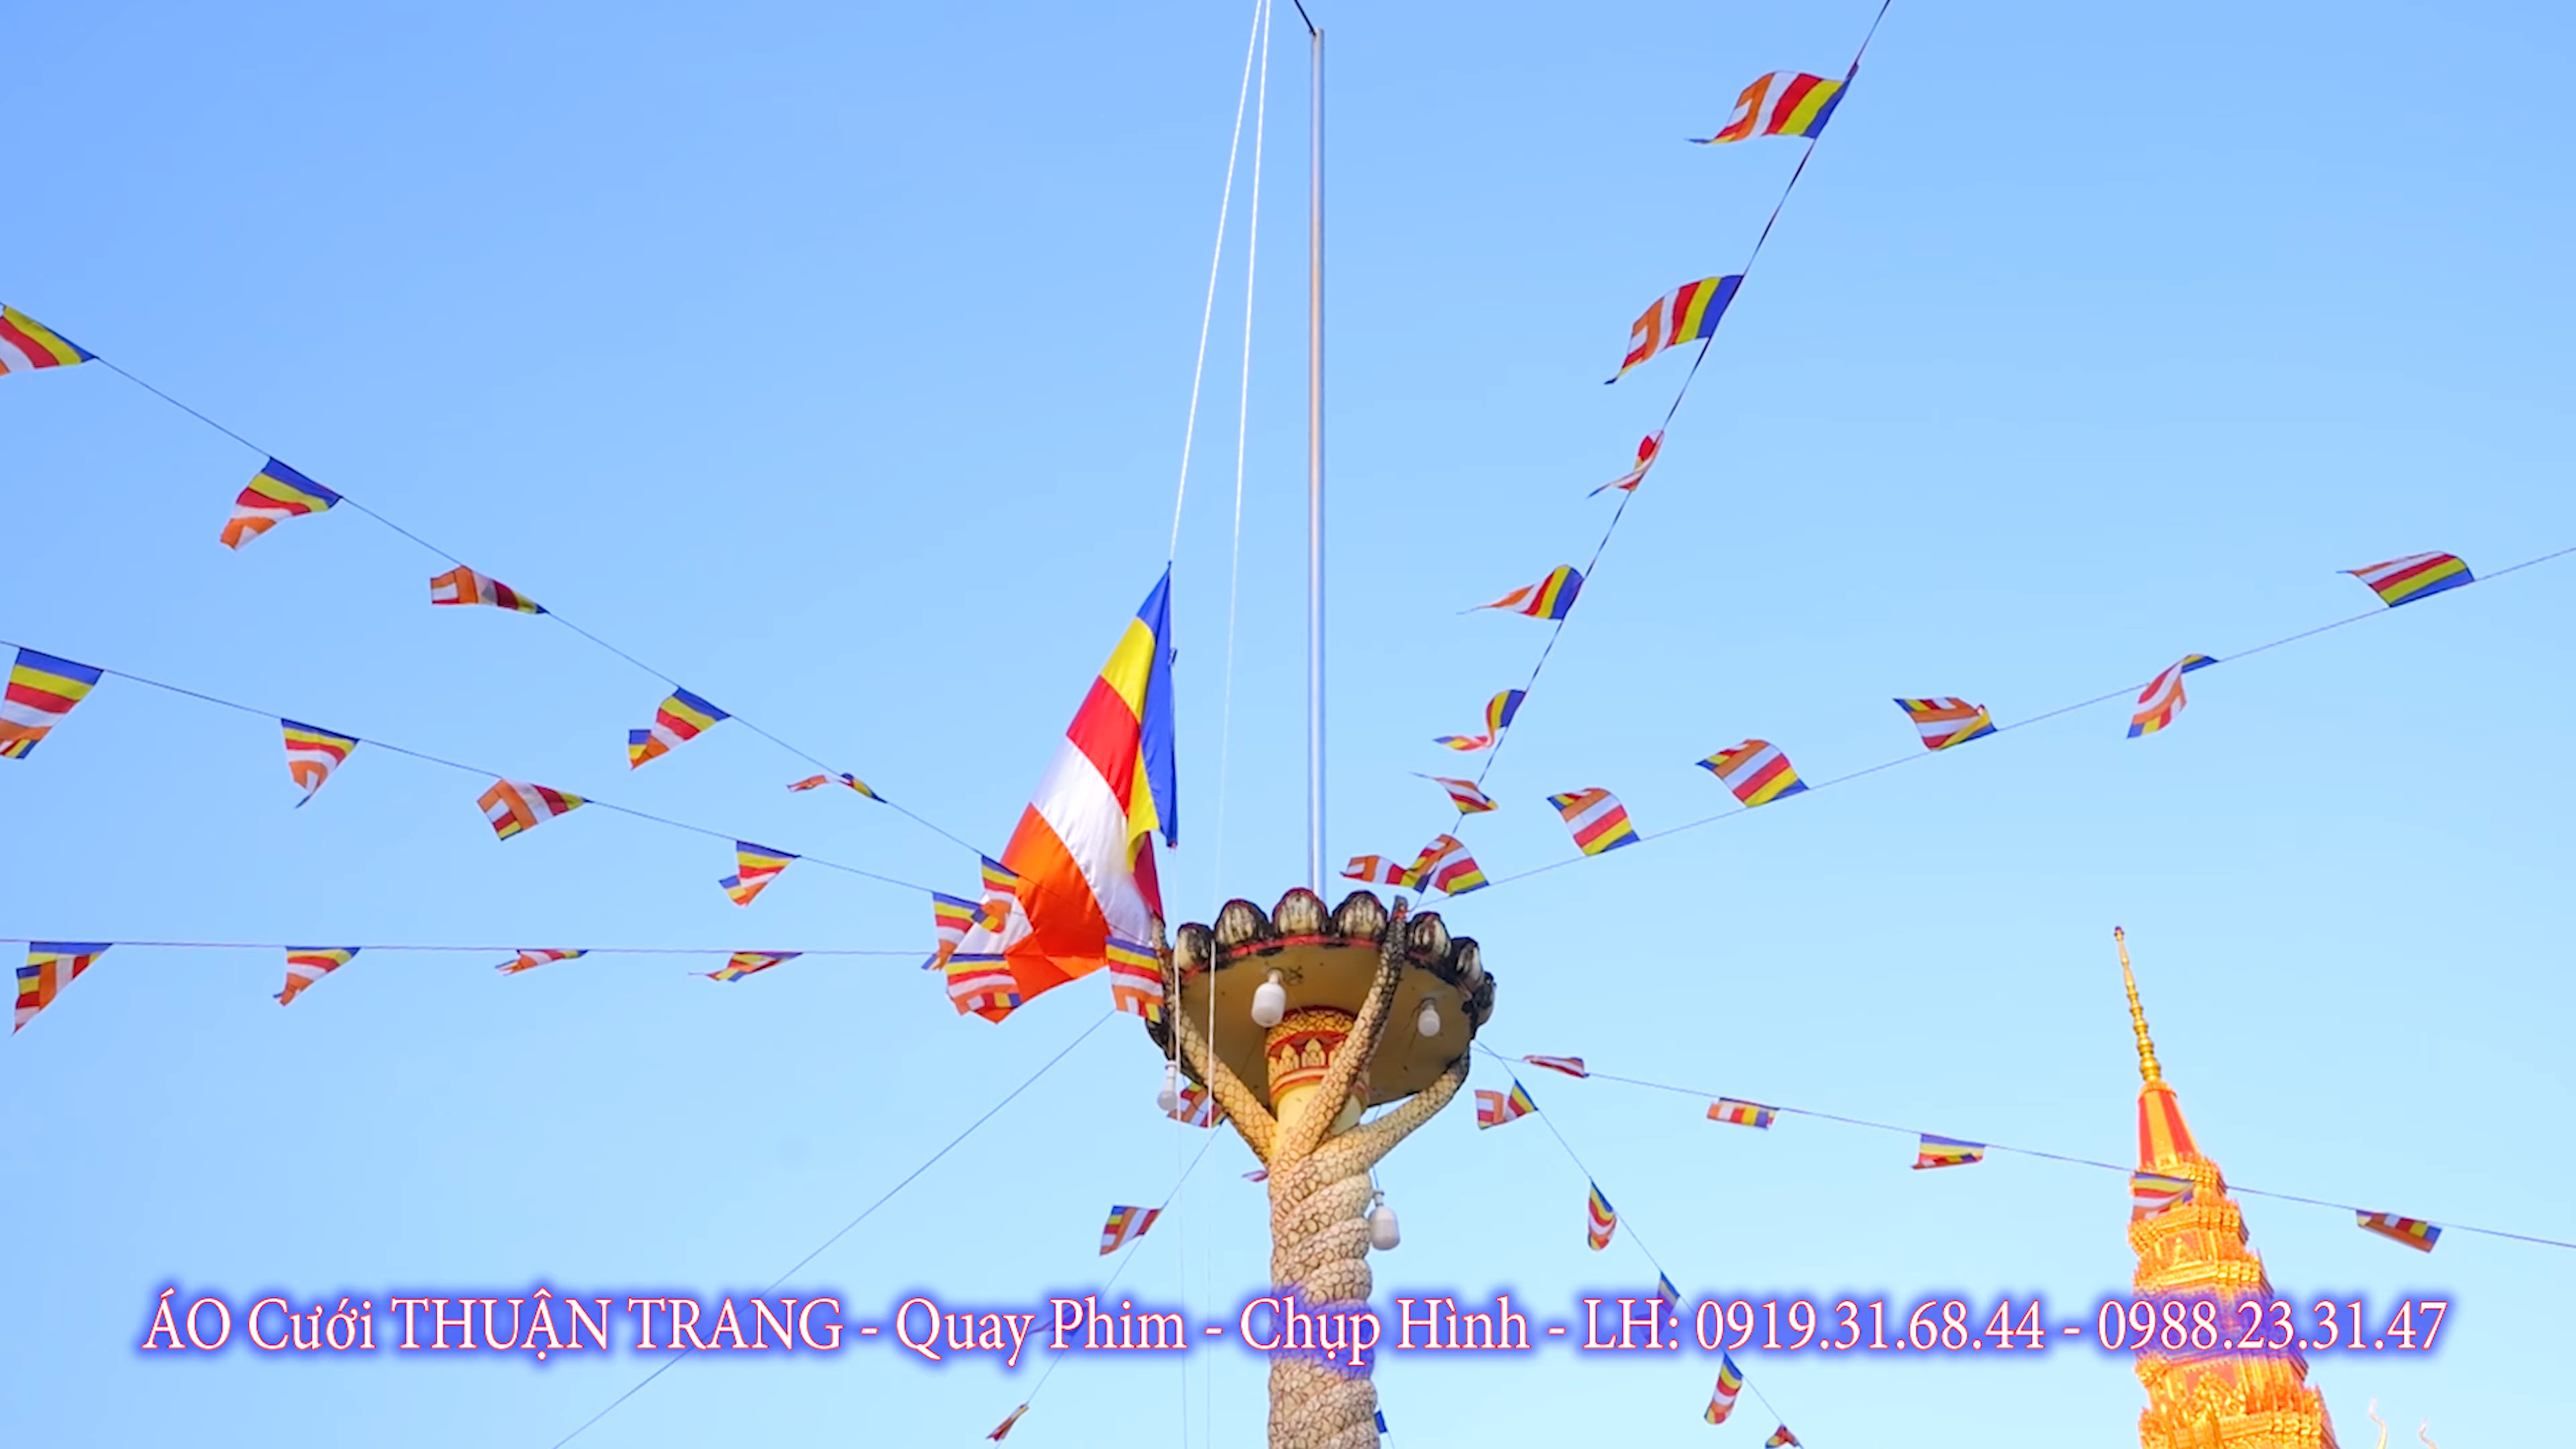 ÁO Cưới THUẬN TRANG - Quay Phim - Chụp Hình - LH: 0919.31.68.44 - 0988.23.31.47